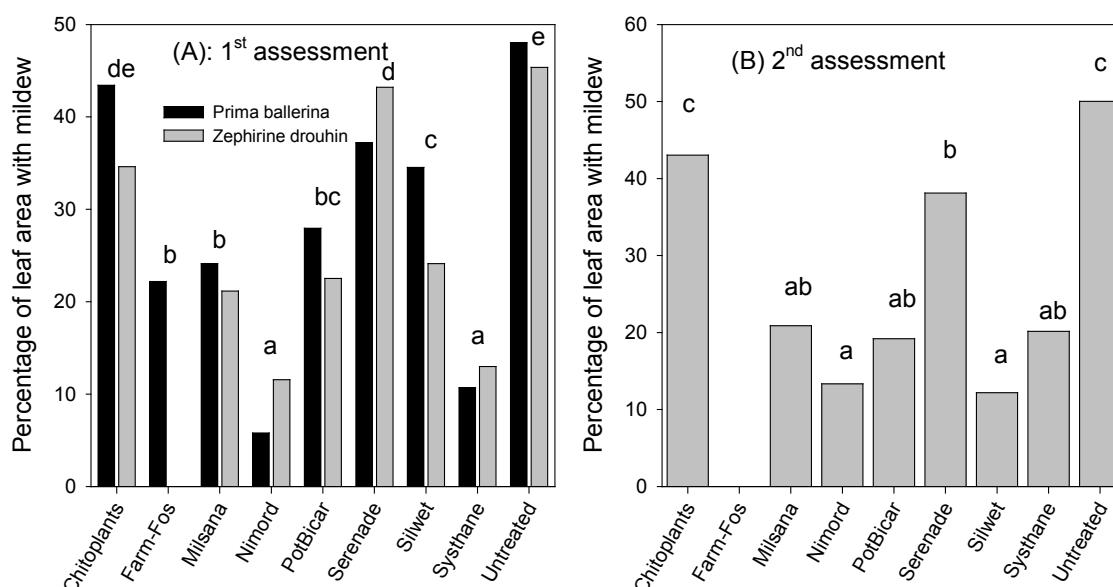 (A): 1st assessment
Percentage of leaf area with mildew
50
40
30
20
10
0
Prima ballerina
Zephirine drouhin
de
b
b
a
bc
d
c
a
e
Chitoplants
Farm-Fos
Milsana
Nimord
PotBicar
Serenade
Silwet
Systhane
Untreated
(B) 2nd assessment
Percentage of leaf area with mildew
60
50
40
30
20
10
0
c
ab
a
ab
b
a
ab
c
Chitoplants
Farm-Fos
Milsana
Nimord
PotBicar
Serenade
Silwet
Systhane
Untreated